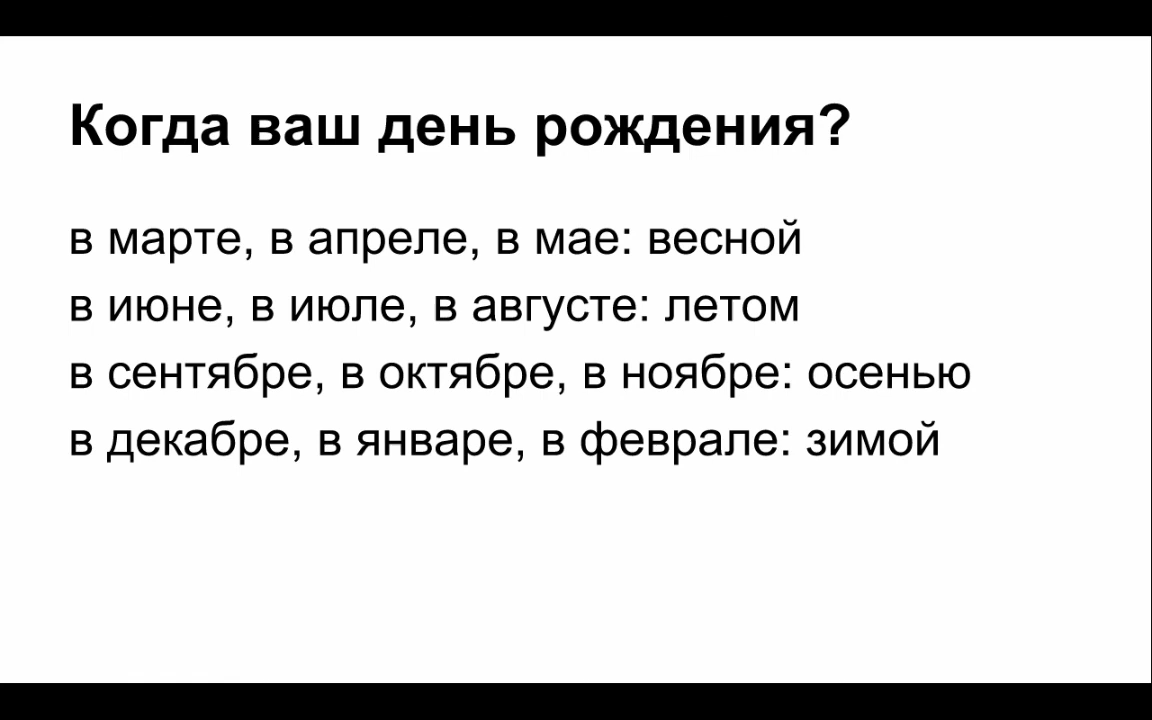 Когда ваш день рождения?
в марте, в апреле, в мае: весной
в июне, в июле, в августе: летом
в сентябре, в октябре, в ноябре: осенью
в декабре, в январе, в феврале: зимой